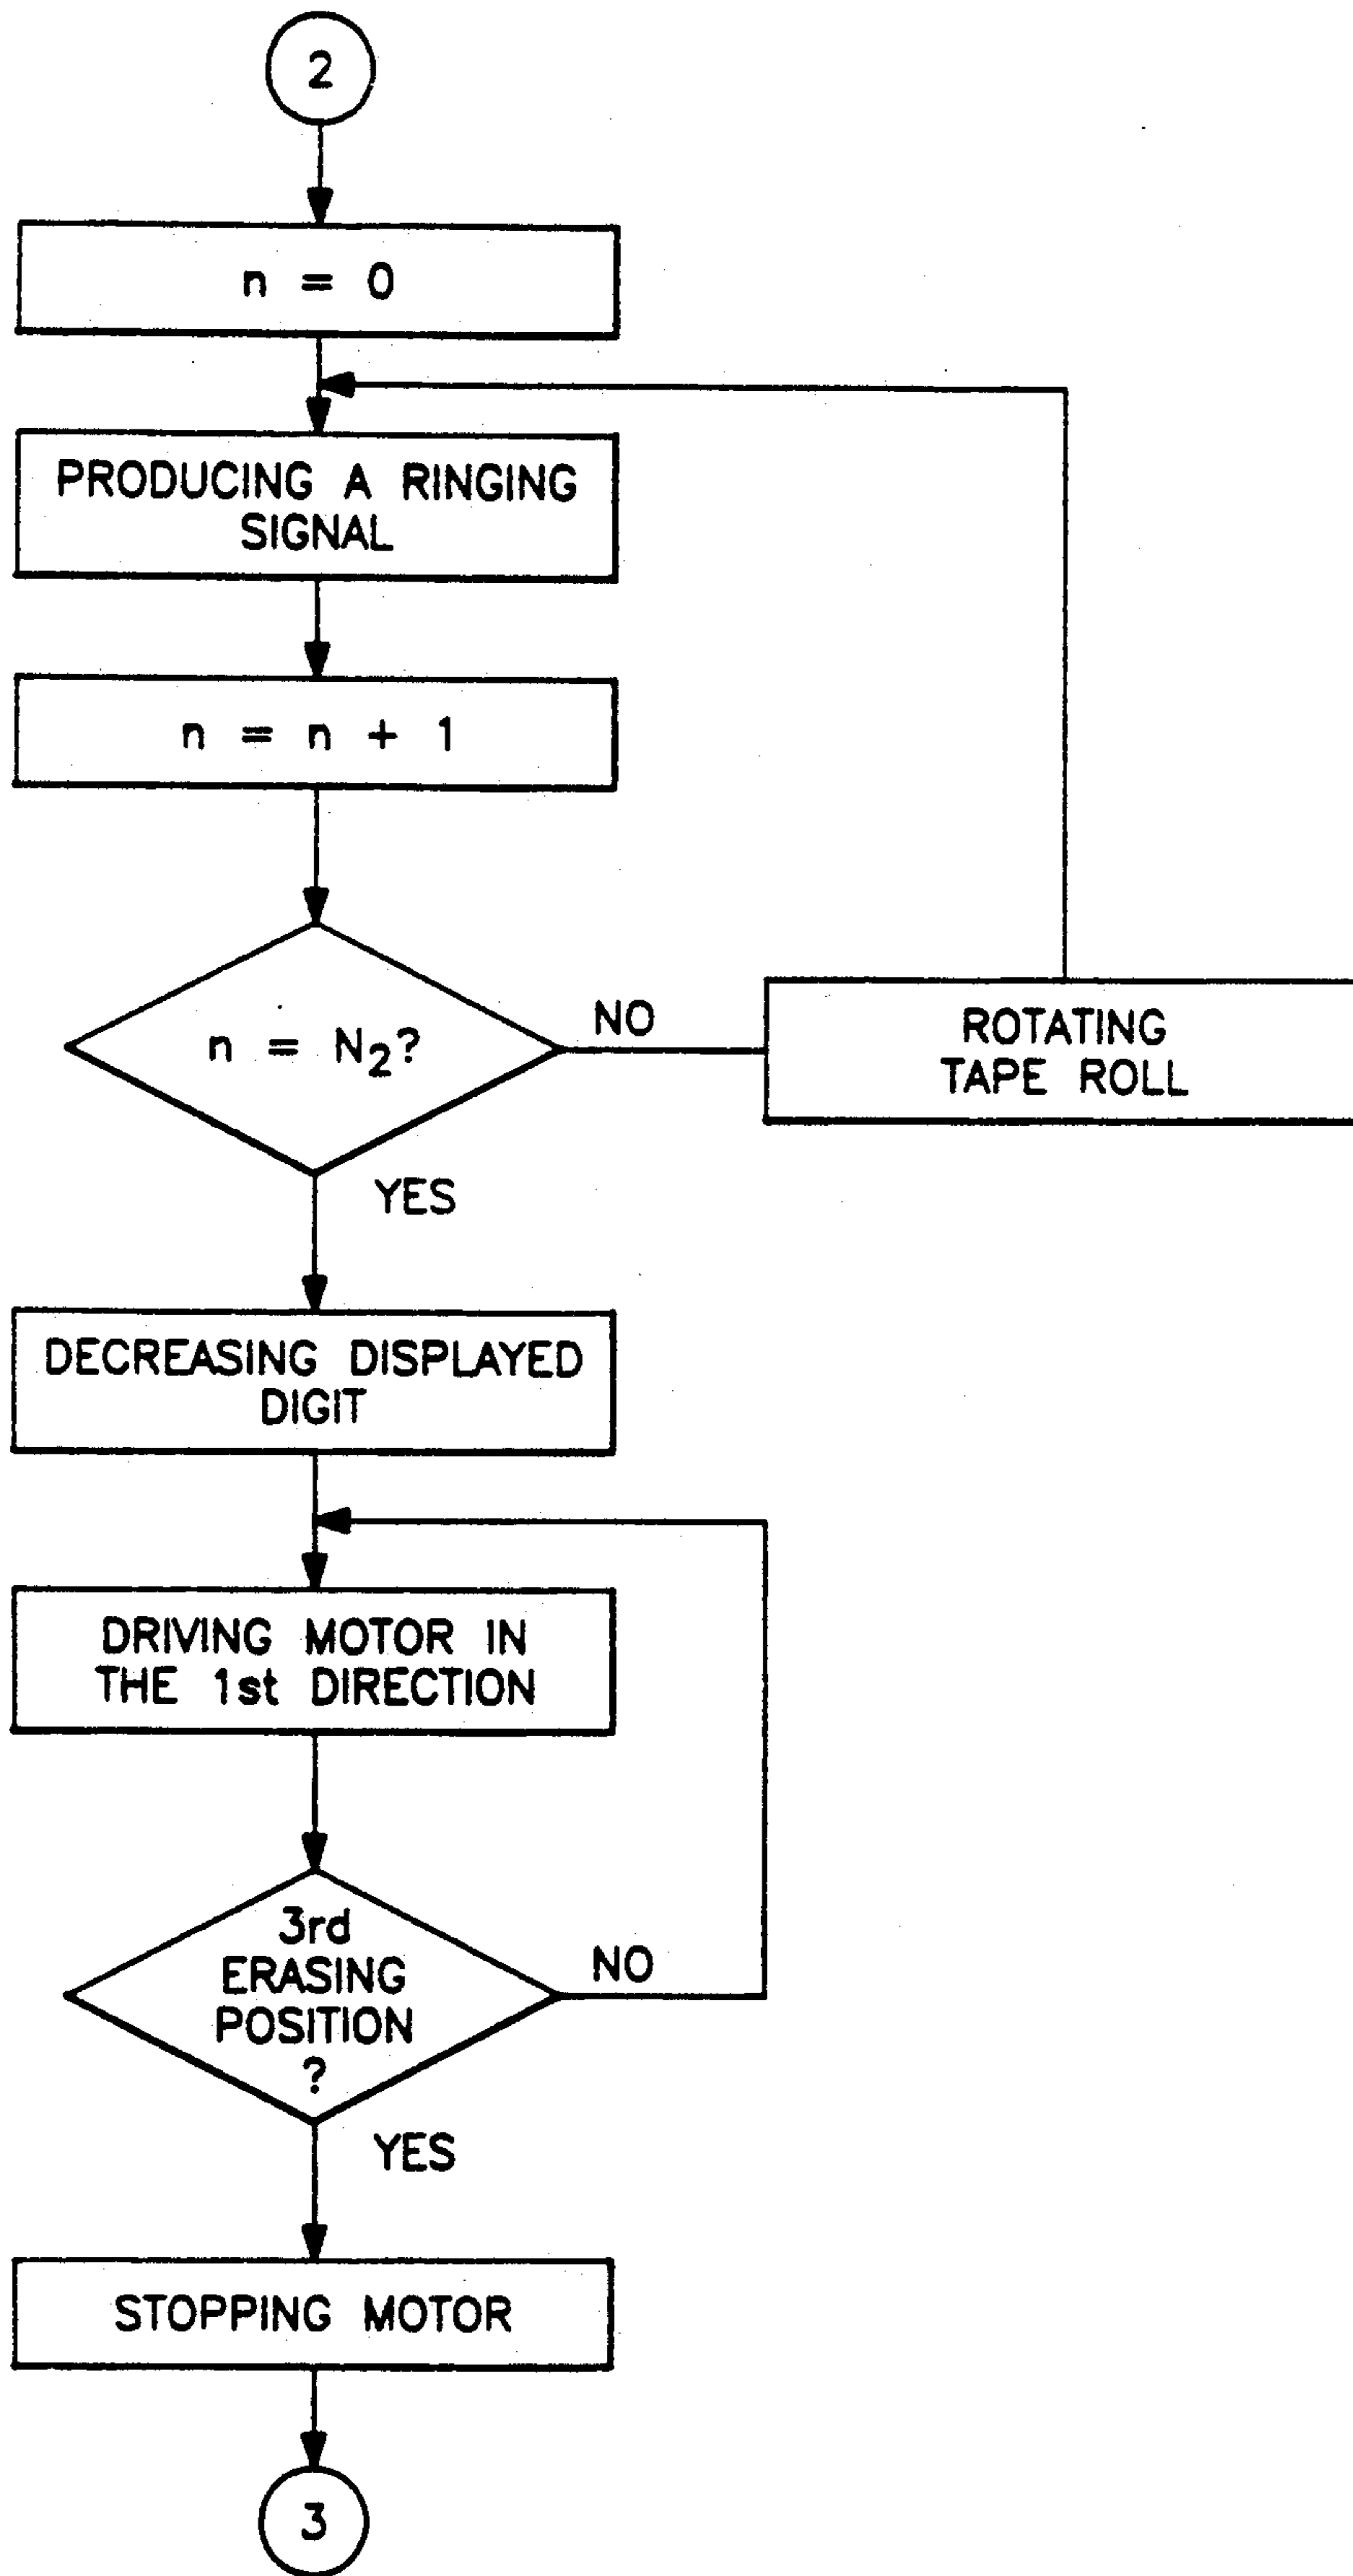 2
n = 0
PRODUCING A RINGING
SIGNAL
n = n + 1
n = N₂?
NO
ROTATING
TAPE ROLL
YES
DECREASING DISPLAYED
DIGIT
DRIVING MOTOR IN
THE 1st DIRECTION
3rd
ERASING
POSITION
?
NO
YES
STOPPING MOTOR
3